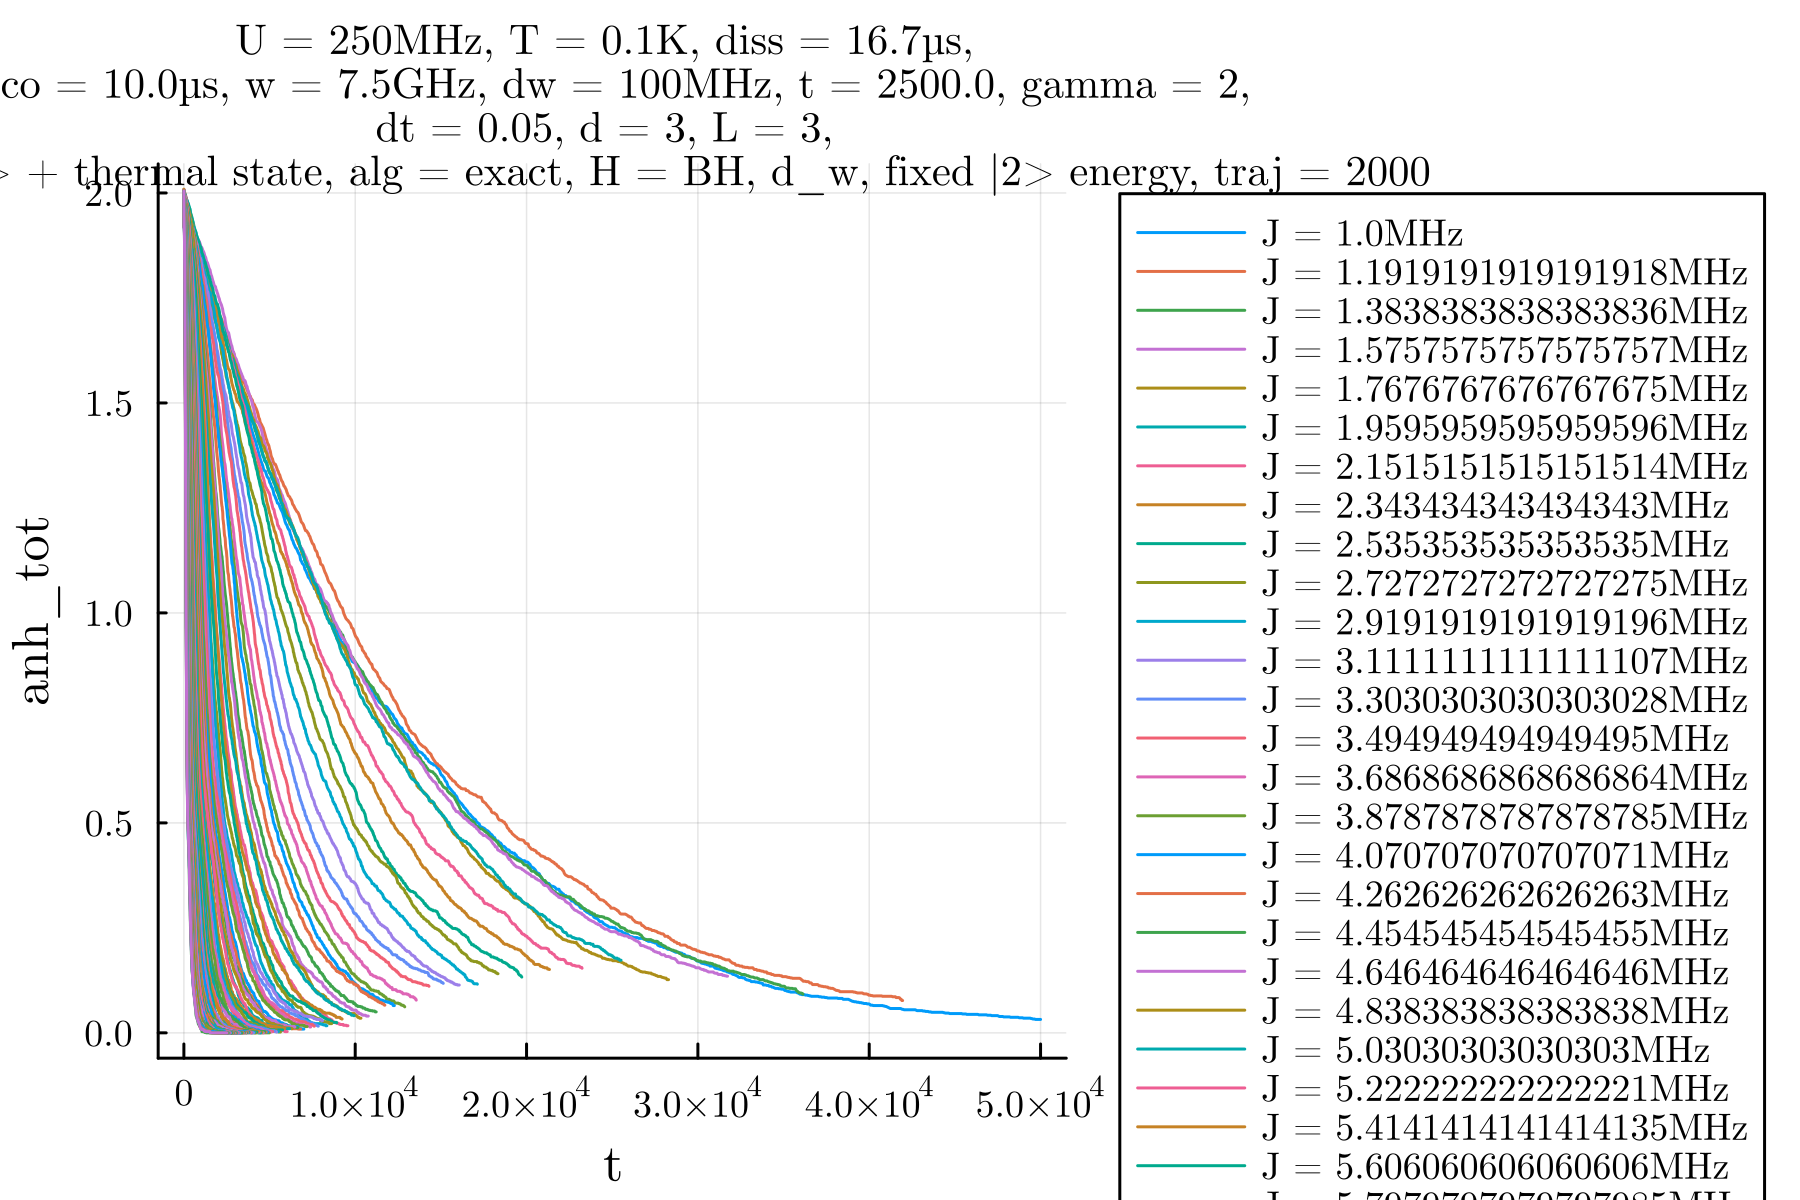 U = 250MHz, T = 0.1K, diss = 16.7µs,
co = 10.0µs, w = 7.5GHz, dw = 100MHz, t = 2500.0, gamma = 2,
dt = 0.05, d = 3, L = 3,
> + thermal state, alg = exact, H = BH, d_w, fixed |2> energy, traj = 2000
2.0
1.5
1.0
0.5
0.0
anh_tot
0
1.0×10⁴
2.0×10⁴
3.0×10⁴
4.0×10⁴
5.0×10⁴
t
J = 1.0MHz
J = 1.1919191919191918MHz
J = 1.3838383838383836MHz
J = 1.5757575757575757MHz
J = 1.7676767676767675MHz
J = 1.9595959595959596MHz
J = 2.1515151515151514MHz
J = 2.343434343434343MHz
J = 2.535353535353535MHz
J = 2.7272727272727275MHz
J = 2.9191919191919196MHz
J = 3.1111111111111107MHz
J = 3.3030303030303028MHz
J = 3.494949494949495MHz
J = 3.6868686868686864MHz
J = 3.8787878787878785MHz
J = 4.070707070707071MHz
J = 4.262626262626263MHz
J = 4.454545454545455MHz
J = 4.646464646464646MHz
J = 4.838383838383838MHz
J = 5.03030303030303MHz
J = 5.222222222222221MHz
J = 5.4141414141414135MHz
J = 5.606060606060606MHz